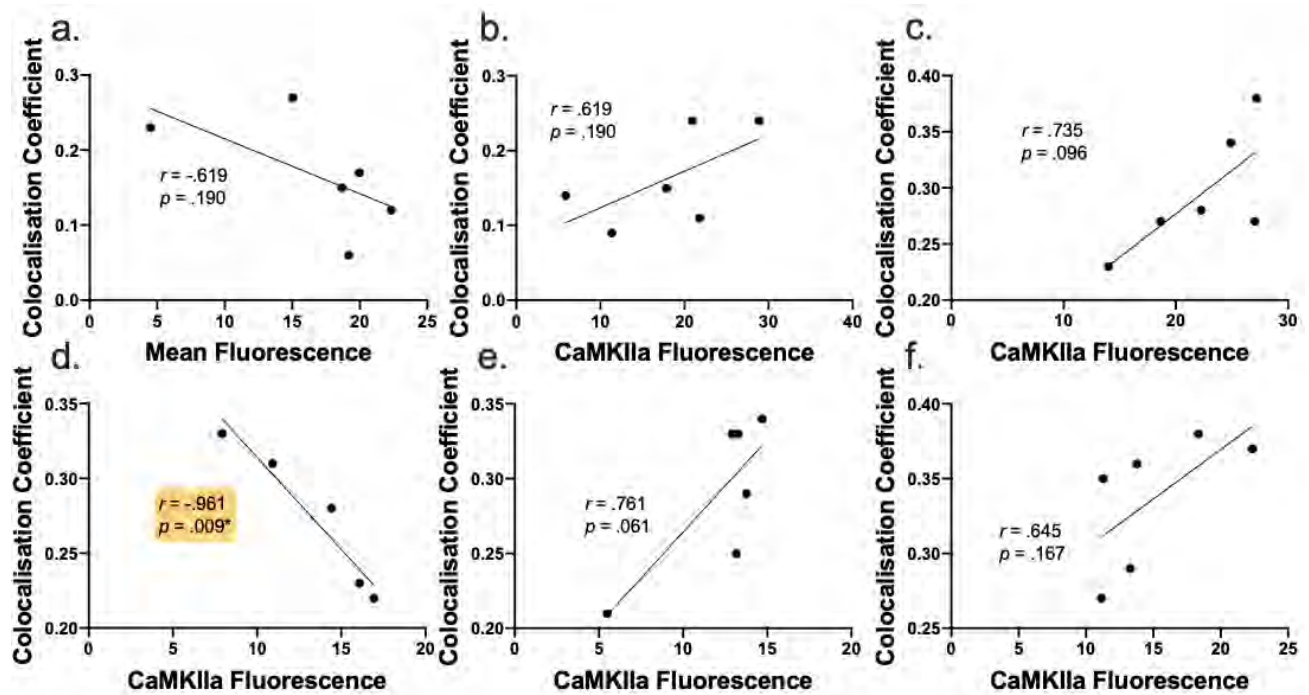 a.
Colocalisation Coefficient
0.3
0.2
0.1
0.0
r = -.619
p = .190
0 5 10 15 20 25
Mean Fluorescence
b.
Colocalisation Coefficient
0.3
0.2
0.1
0.0
r = .619
p = .190
0 10 20 30 40
CaMKIIa Fluorescence
c.
Colocalisation Coefficient
0.40
0.35
0.30
0.25
0.20
r = .735
p = .096
0 10 20 30
CaMKIIa Fluorescence
d.
Colocalisation Coefficient
0.35
0.30
0.25
0.20
r = -.961
p = .009*
0 5 10 15 20
CaMKIIa Fluorescence
e.
Colocalisation Coefficient
0.35
0.30
0.25
0.20
r = .761
p = .061
0 5 10 15 20
CaMKIIa Fluorescence
f.
Colocalisation Coefficient
0.40
0.35
0.30
0.25
r = .645
p = .167
0 5 10 15 20 25
CaMKIIa Fluorescence